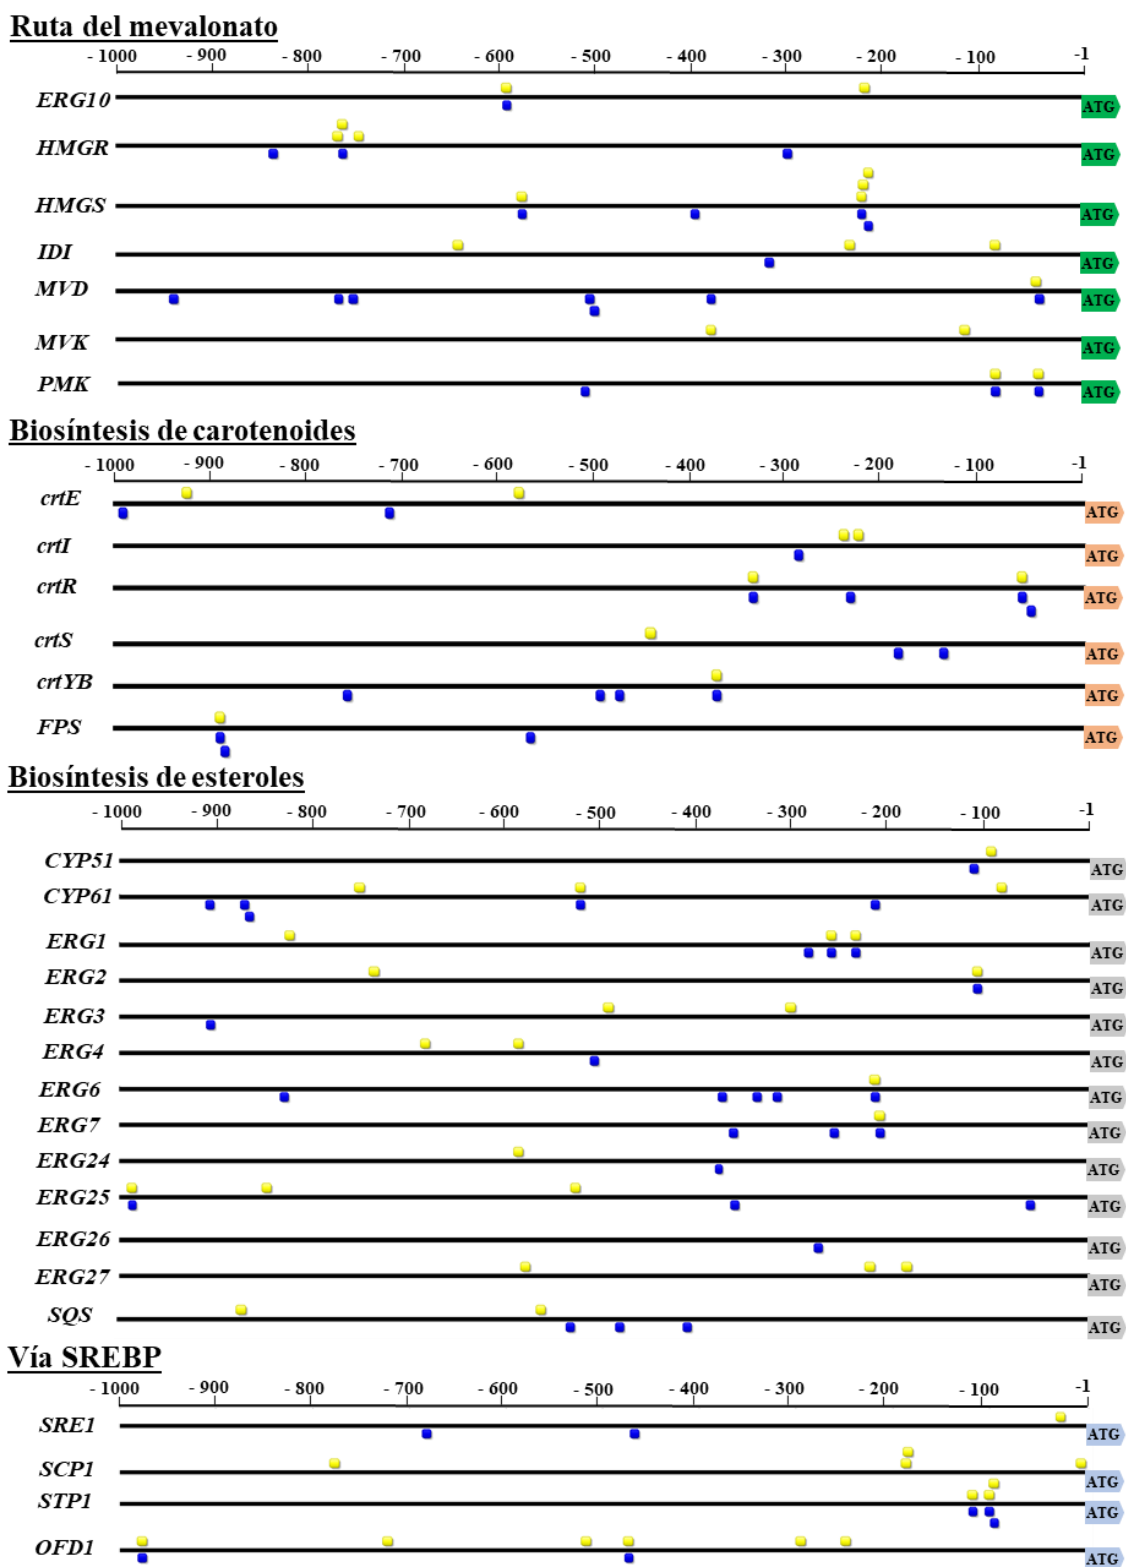 Ruta del mevalonato
- 1000 - 900 - 800 - 700 - 600 - 500 - 400 - 300 - 200 - 100 -1
ERG10 ATG
HMGR ATG
HMGS ATG
IDI ATG
MVD ATG
MVK ATG
PMK ATG
Biosíntesis de carotenoides
- 1000 - 900 - 800 - 700 - 600 - 500 - 400 - 300 - 200 - 100 -1
crtE ATG
crtI ATG
crtR ATG
crtS ATG
crtYB ATG
FPS ATG
Biosíntesis de esteroles
- 1000 - 900 - 800 - 700 - 600 - 500 - 400 - 300 - 200 - 100 -1
CYP51 ATG
CYP61 ATG
ERG1 ATG
ERG2 ATG
ERG3 ATG
ERG4 ATG
ERG6 ATG
ERG7 ATG
ERG24 ATG
ERG25 ATG
ERG26 ATG
ERG27 ATG
SQS ATG
Vía SREBP
- 1000 - 900 - 800 - 700 - 600 - 500 - 400 - 300 - 200 - 100 -1
SRE1 ATG
SCP1 ATG
STP1 ATG
OFD1 ATG